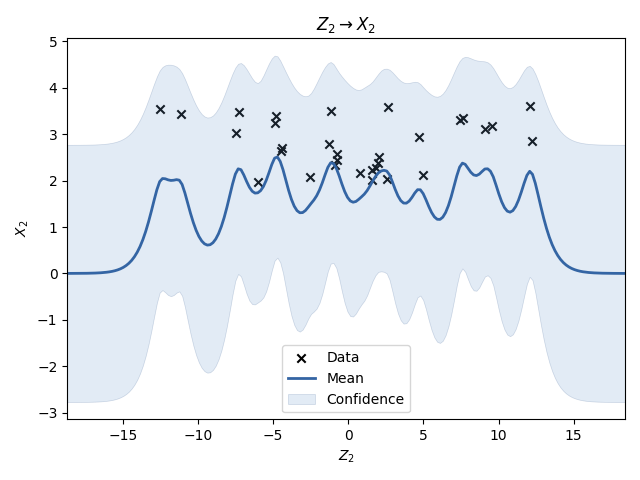 Z₂ → X₂
5
4
3
2
1
0
−1
−2
−3
X₂
Data
Mean
Confidence
−15 −10 −5 0 5 10 15
Z₂